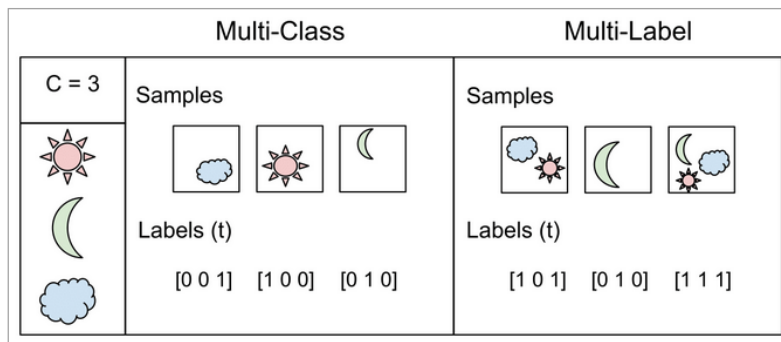 Multi-Class
Multi-Label
C = 3
Samples
Labels (t)
[0 0 1] [1 0 0] [0 1 0]
Samples
Labels (t)
[1 0 1] [0 1 0] [1 1 1]